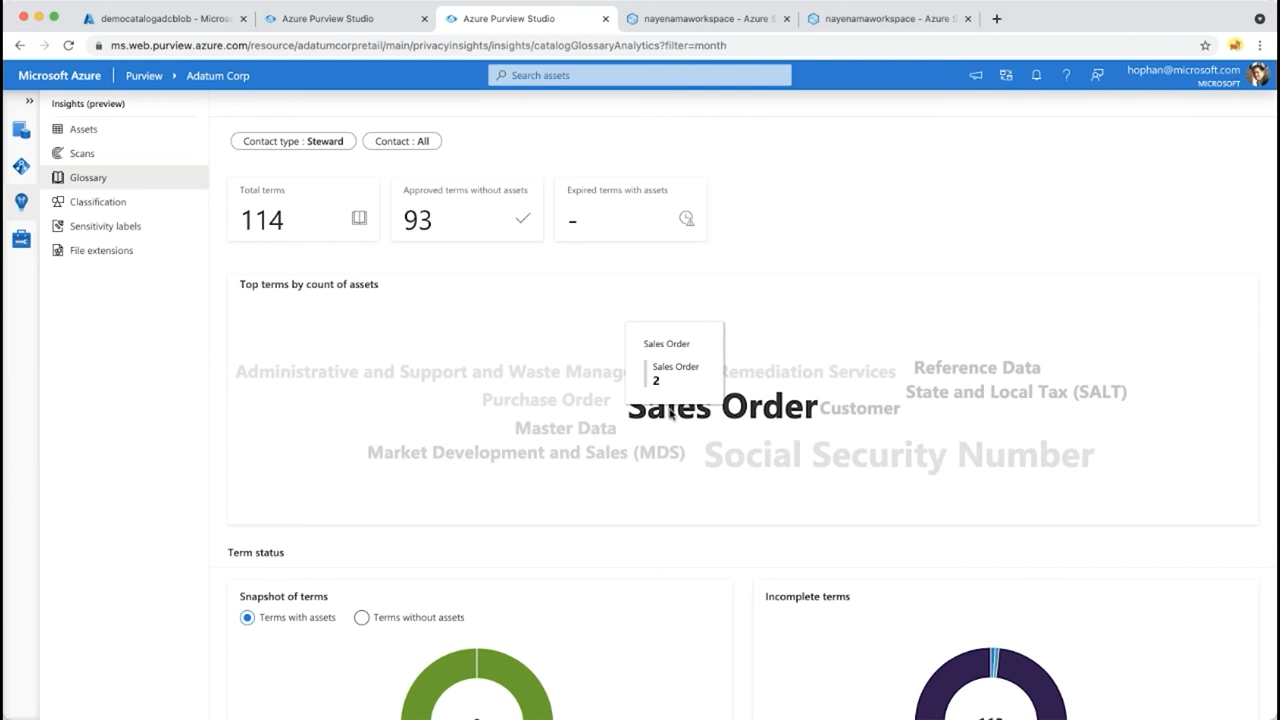 democatalogadcblob - Microso
Azure Purview Studio
Azure Purview Studio
nayenamaworkspace - Azure S
nayenamaworkspace - Azure S
ms.web.purview.azure.com/resource/adatumcorpretail/main/privacyinsights/insights/catalogGlossaryAnalytics?filter=month
Microsoft Azure
Purview
Adatum Corp
Search assets
hophan@microsoft.com
MICROSOFT
Insights (preview)
Assets
Scans
Glossary
Classification
Sensitivity labels
File extensions
Contact type : Steward
Contact : All
Total terms
114
Approved terms without assets
93
Expired terms with assets
-
Top terms by count of assets
Sales Order
Sales Order
2
Administrative and Support and Waste Manag
Remediation Services
Reference Data
State and Local Tax (SALT)
Purchase Order
Sales Order
Customer
Master Data
Market Development and Sales (MDS)
Social Security Number
Term status
Snapshot of terms
Terms with assets
Terms without assets
Incomplete terms